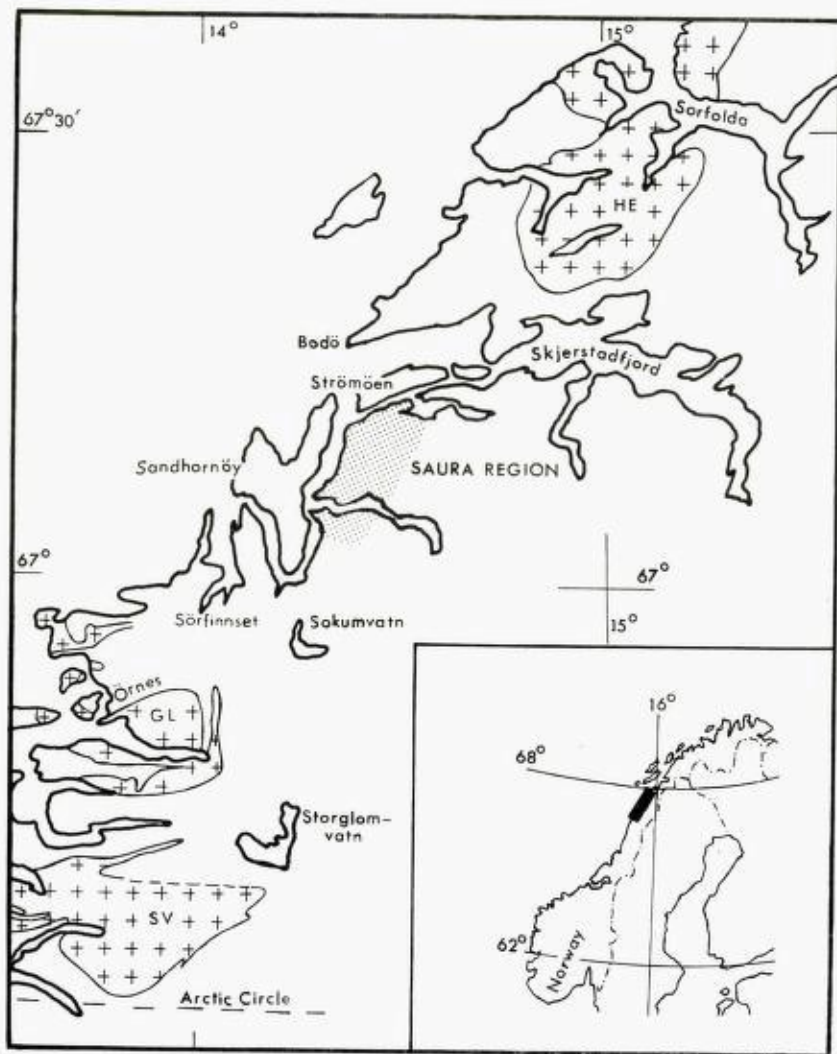 14°
15°
67°30′
Sorfolda
HE
Bodö
Skjerstadfjord
Strömöen
Sandhornöy
SAURA REGION
67°
67°
15°
Sörfinnset
Sokumvatn
Örnes
GL
16°
68°
Storglom-
vatn
SV
62°
Norway
Arctic Circle